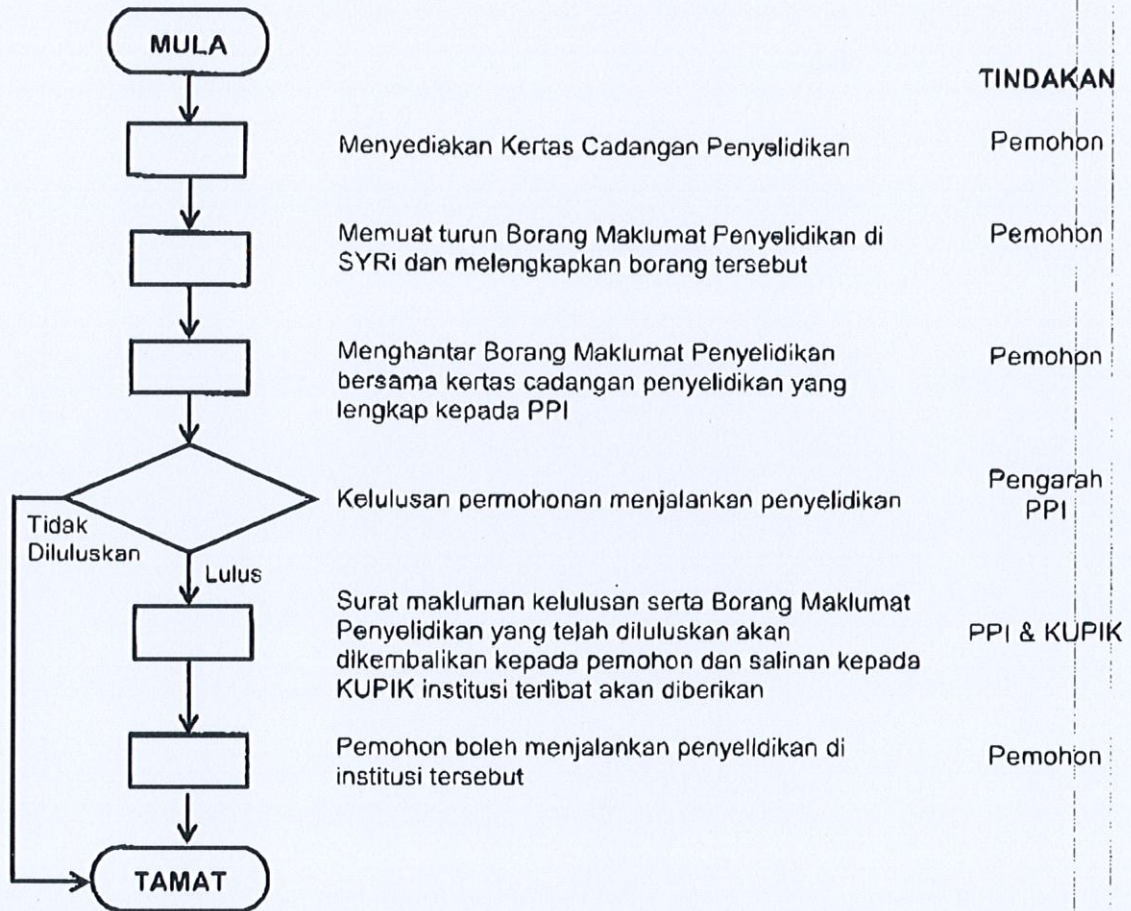 MULA
TINDAKAN
Menyediakan Kertas Cadangan Penyelidikan
Pemohon
Memuat turun Borang Maklumat Penyelidikan di
SYRi dan melengkapkan borang tersebut
Pemohon
Menghantar Borang Maklumat Penyelidikan
bersama kertas cadangan penyelidikan yang
lengkap kepada PPI
Pemohon
Kelulusan permohonan menjalankan penyelidikan
Pengarah
PPI
Tidak
Diluluskan
Lulus
Surat makluman kelulusan serta Borang Maklumat
Penyelidikan yang telah diluluskan akan
dikembalikan kepada pemohon dan salinan kepada
KUPIK institusi terlibat akan diberikan
PPI & KUPIK
Pemohon boleh menjalankan penyelidikan di
institusi tersebut
Pemohon
TAMAT